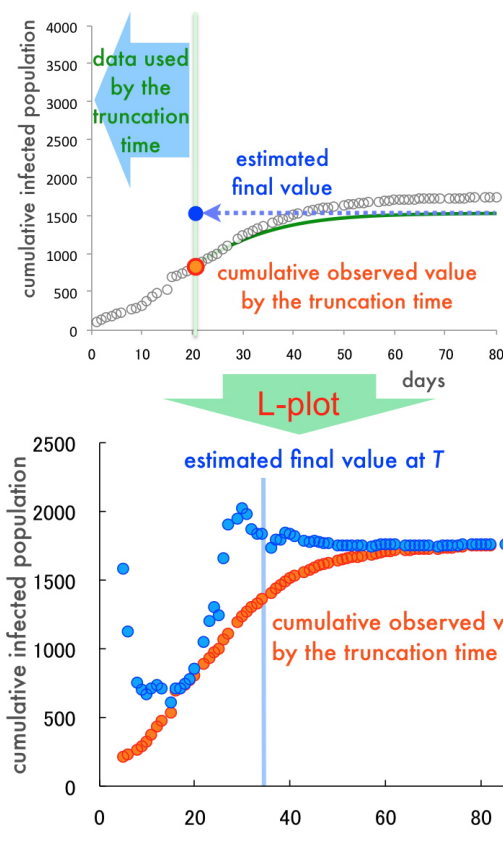 cumulative infected population
4000
3500
3000
2500
2000
1500
1000
500
0
data used
by the
truncation
time
estimated
final value
cumulative observed value
by the truncation time
0
10
20
30
40
50
60
70
80
days
L-plot
cumulative infected population
2500
2000
1500
1000
500
0
estimated final value at T
cumulative observed v
by the truncation time
0
20
40
60
80